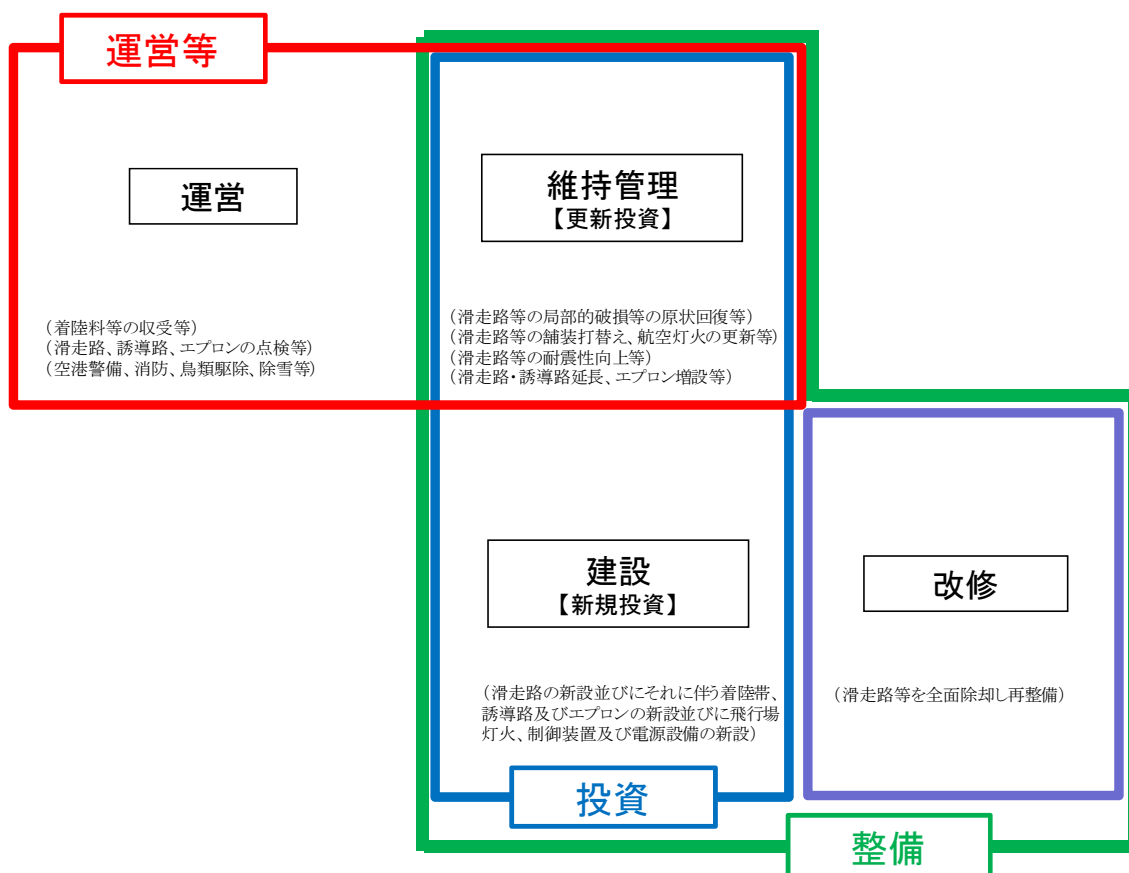 運営等
運営
維持管理
【更新投資】
(着陸料等の収受等)
(滑走路、誘導路、エプロンの点検等)
(空港警備、消防、鳥類駆除、除雪等)
(滑走路等の局部的破損等の原状回復等)
(滑走路等の舗装打替え、航空灯火の更新等)
(滑走路等の耐震性向上等)
(滑走路・誘導路延長、エプロン増設等)
建設
【新規投資】
改修
(滑走路の新設並びにそれに伴う着陸帯、
誘導路及びエプロンの新設並びに飛行場
灯火、制御装置及び電源設備の新設)
(滑走路等を全面除却し再整備)
投資
整備